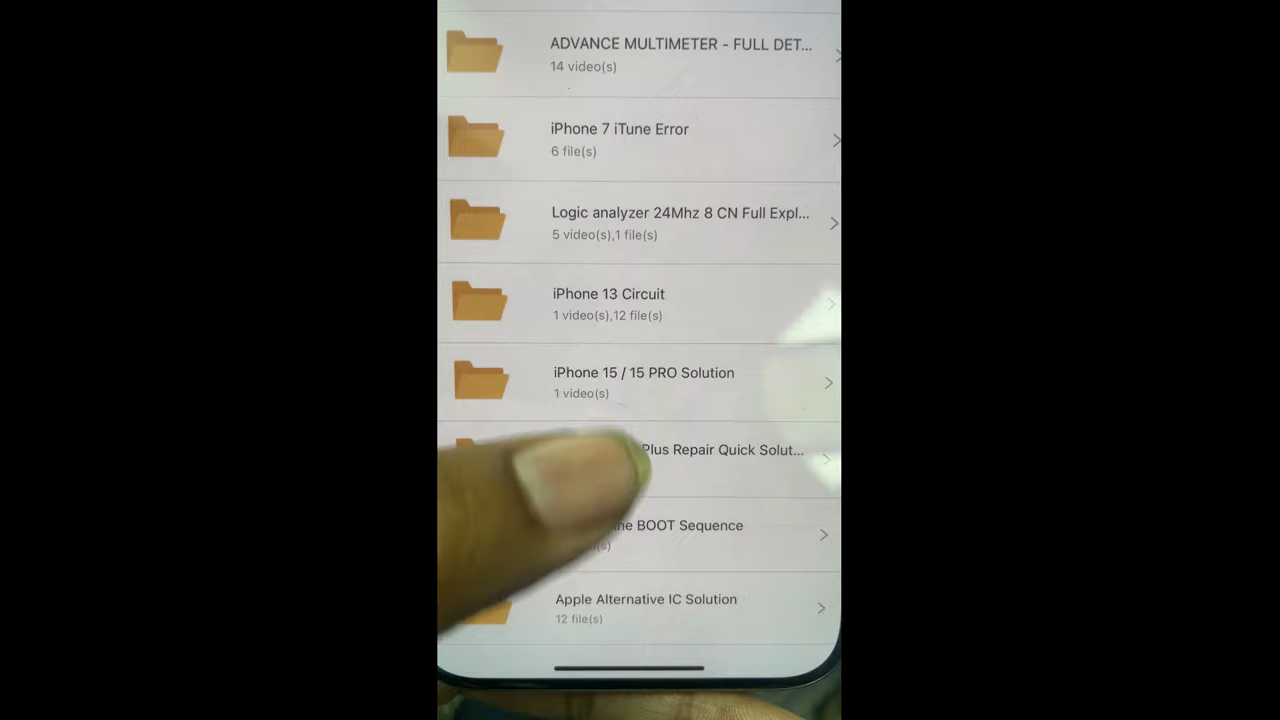 ADVANCE MULTIMETER - FULL DET...
14 video(s)
iPhone 7 iTune Error
6 file(s)
Logic analyzer 24Mhz 8 CN Full Expl...
5 video(s),1 file(s)
iPhone 13 Circuit
1 video(s),12 file(s)
iPhone 15 / 15 PRO Solution
1 video(s)
Plus Repair Quick Solut...
BOOT Sequence
Apple Alternative IC Solution
12 file(s)